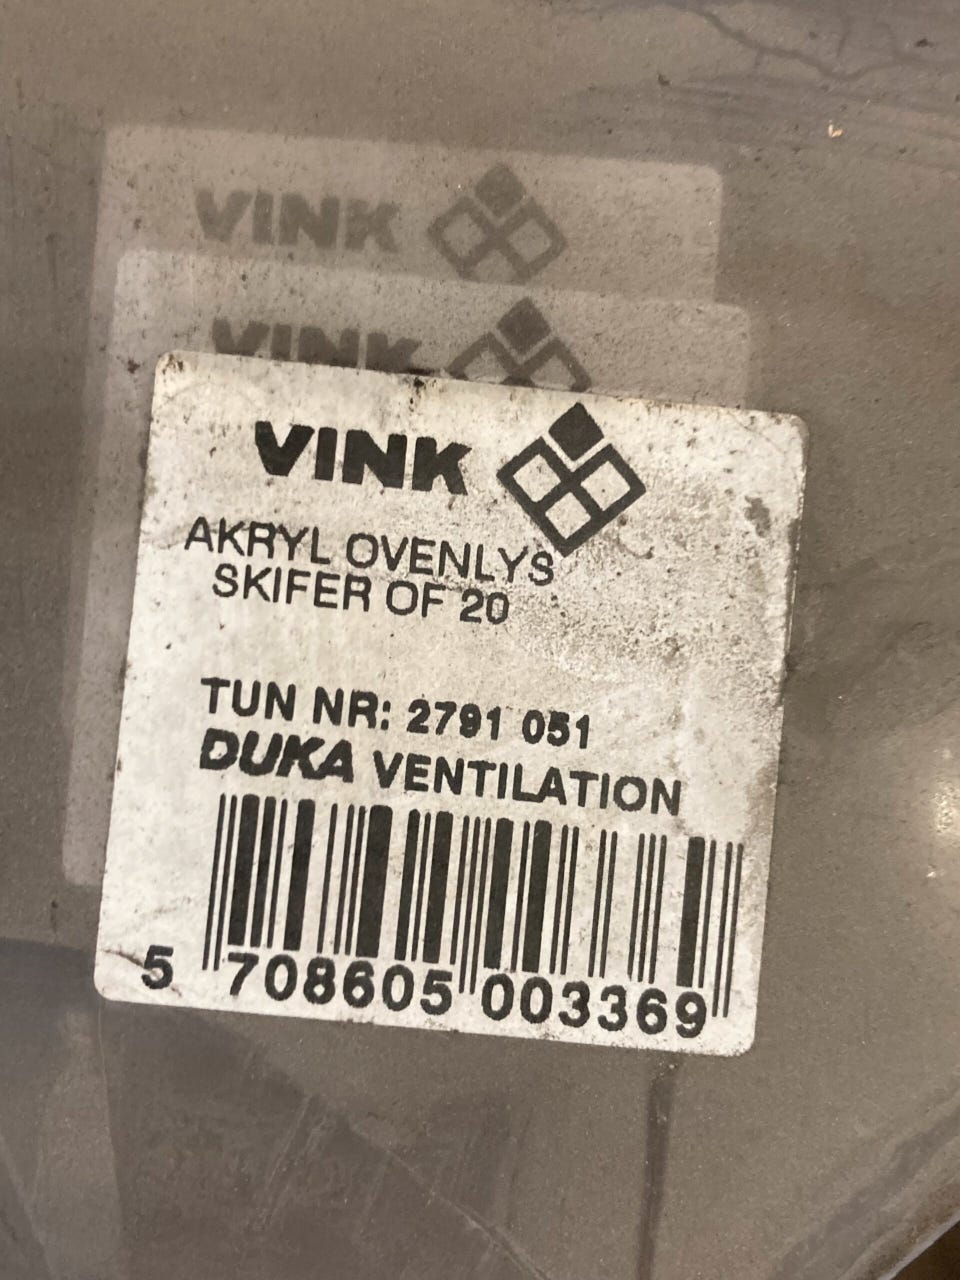 VINK
VINK
VINK
AKRYL OVENLYS
SKIFER OF 20
TUN NR: 2791 051
DUKA VENTILATION
5 708605 003369